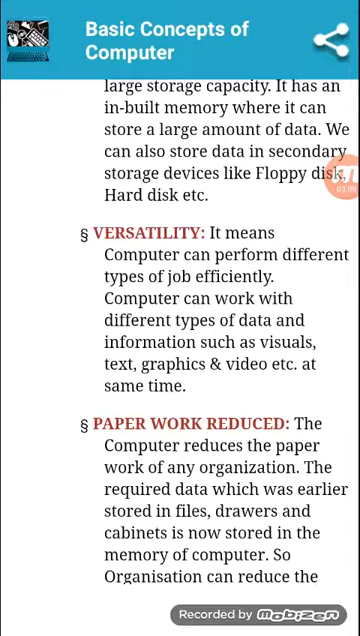 Basic Concepts of
Computer
large storage capacity. It has an
in-built memory where it can
store a large amount of data. We
can also store data in secondary
storage devices like Floppy disk,
Hard disk etc.
03:06
§ VERSATILITY: It means
Computer can perform different
types of job efficiently.
Computer can work with
different types of data and
information such as visuals,
text, graphics & video etc. at
same time.
§ PAPER WORK REDUCED: The
Computer reduces the paper
work of any organization. The
required data which was earlier
stored in files, drawers and
cabinets is now stored in the
memory of computer. So
Organisation can reduce the
Recorded by mobizen